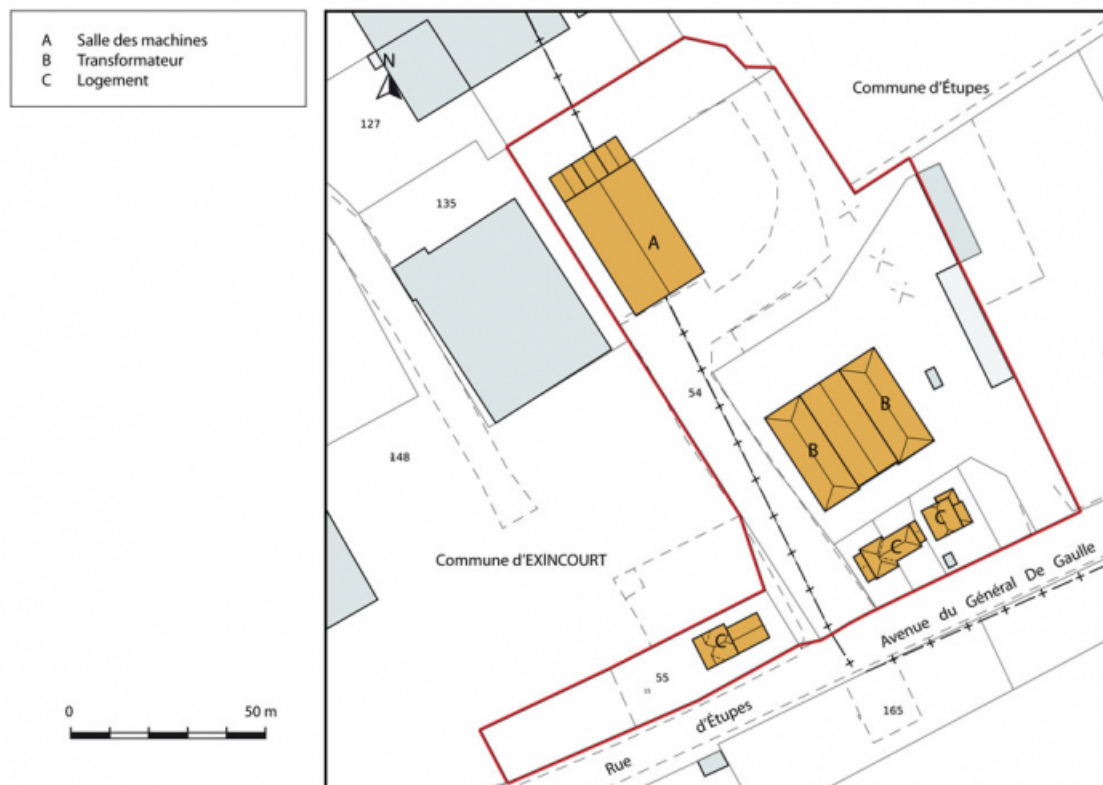 A Salle des machines
B Transformateur
C Logement
N
Commune d'Étupes
127
135
A
54
B
B
148
C
C
Commune d'EXINCOURT
Avenue du Général De Gaulle
C
55
0 50 m
165
Rue d'Étupes